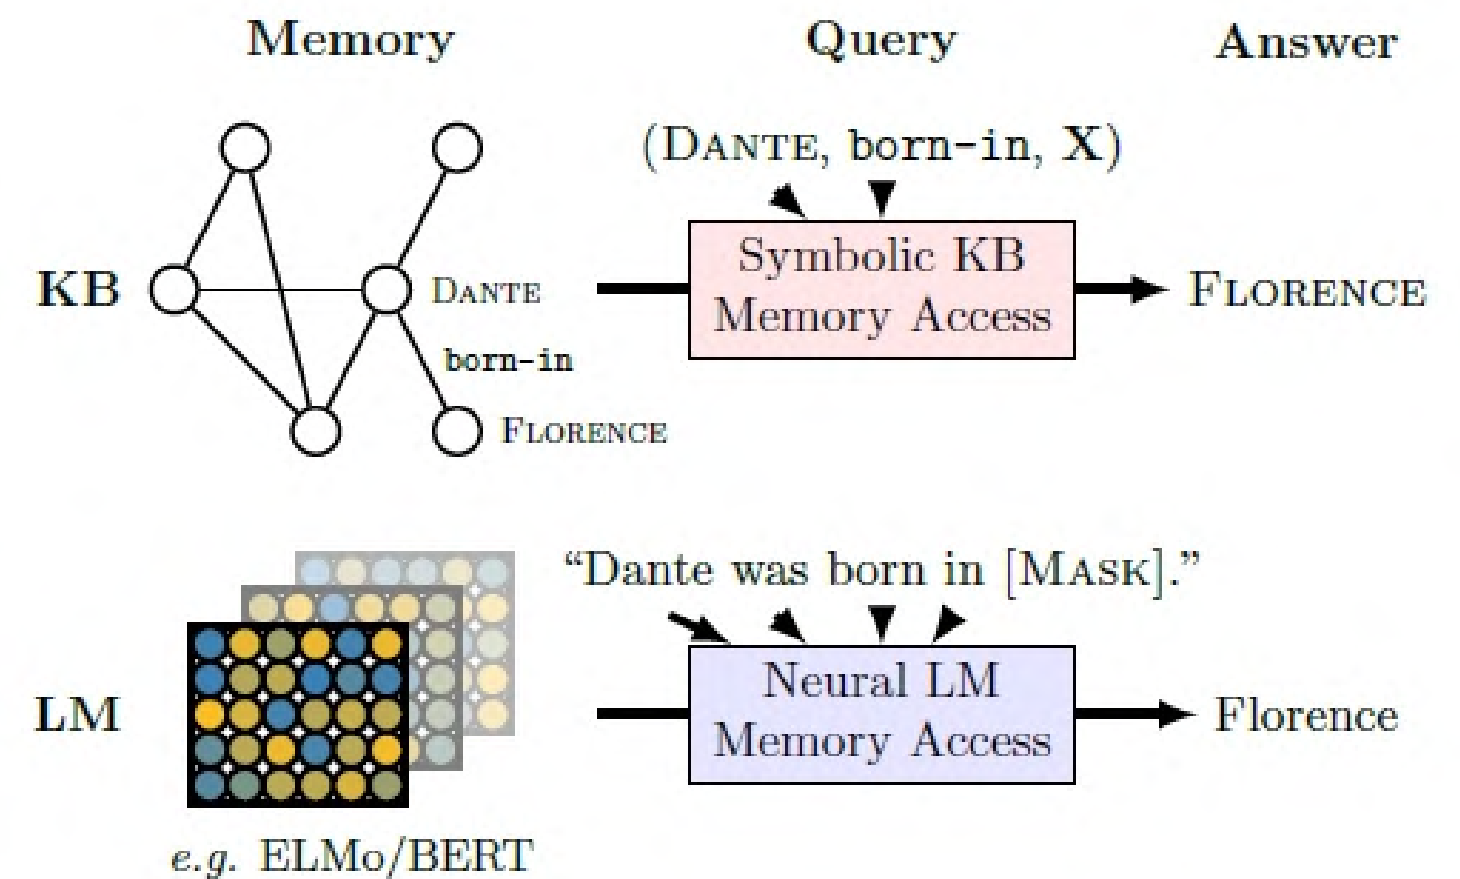 Memory Query Answer
(DANTE, born-in, X)
Symbolic KB
Memory Access
KB
DANTE
born-in
FLORENCE
FLORENCE
"Dante was born in [MASK]."
Neural LM
Memory Access
LM
Florence
e.g. ELMo/BERT